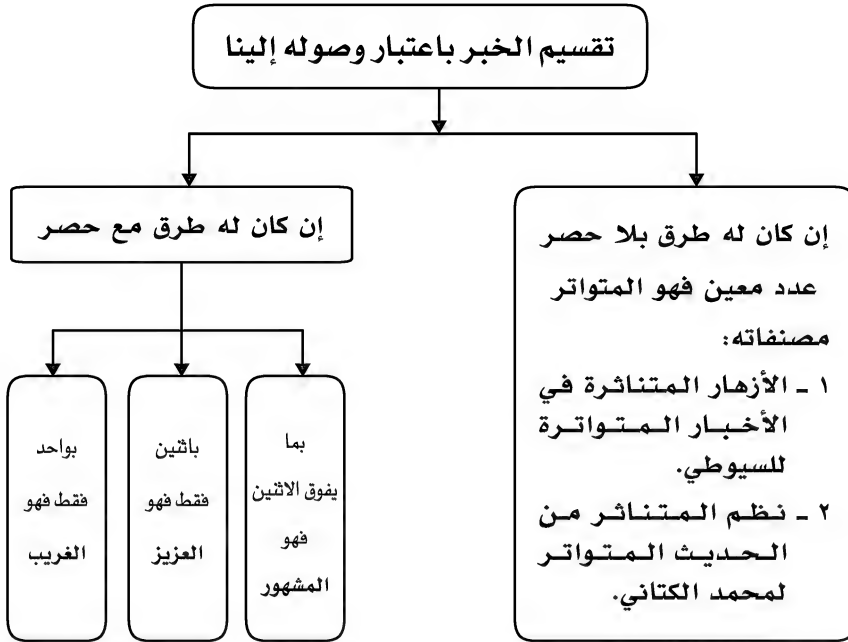 تقسيم الخبر باعتبار وصوله إلينا
إن كان له طرق بلا حصر
عدد معين فهو المتواتر
مصنفاته:
١ ـ الأزهار المتناثرة في
الأخبار المتواترة
للسيوطي.
٢ ـ نظم المتناثر من
الحديث المتواتر
لمحمد الكتاني.
إن كان له طرق مع حصر
بما
يفوق الاثنين
فهو
المشهور
باثنين
فقط فهو
العزيز
بواحد
فقط فهو
الغريب